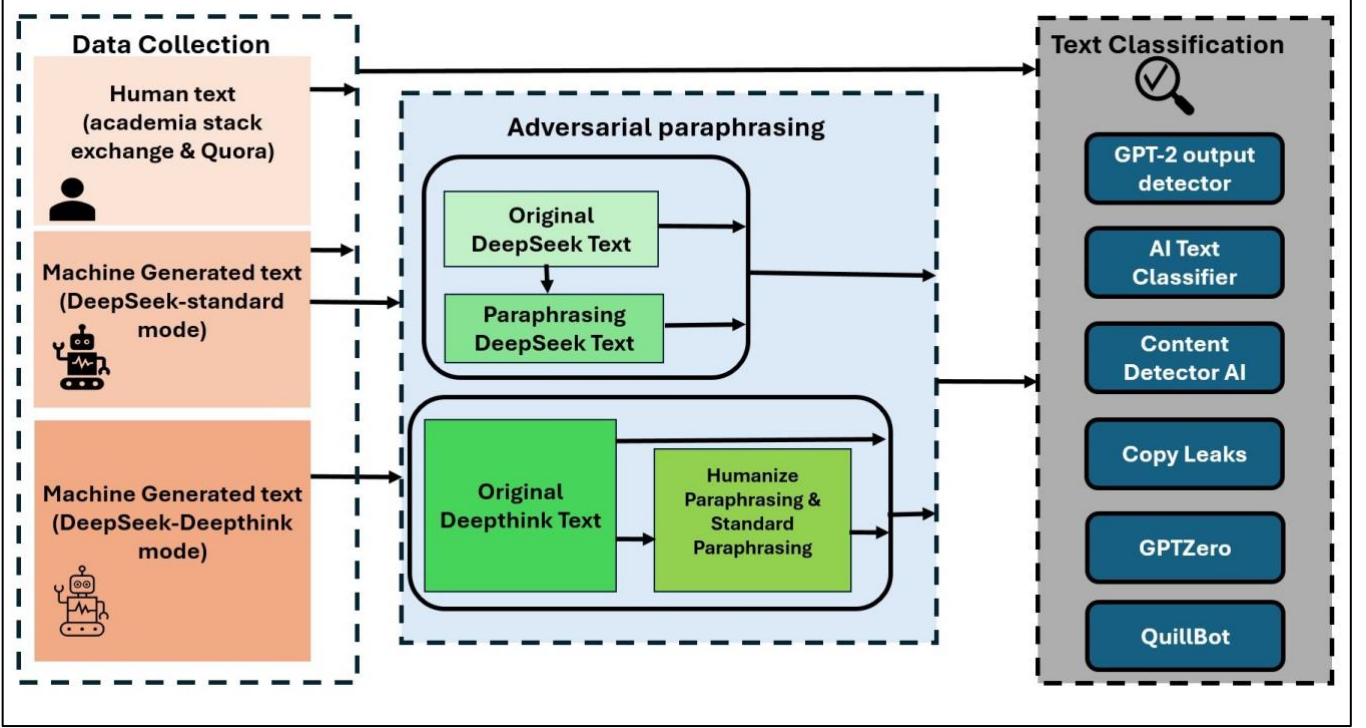 Data Collection
Human text
(academia stack
exchange & Quora)
Machine Generated text
(DeepSeek-standard
mode)
Machine Generated text
(DeepSeek-Deepthink
mode)
Adversarial paraphrasing
Original
DeepSeek Text
Paraphrasing
DeepSeek Text
Original
Deepthink Text
Humanize
Paraphrasing &
Standard
Paraphrasing
Text Classification
GPT-2 output
detector
AI Text
Classifier
Content
Detector AI
Copy Leaks
GPTZero
QuillBot